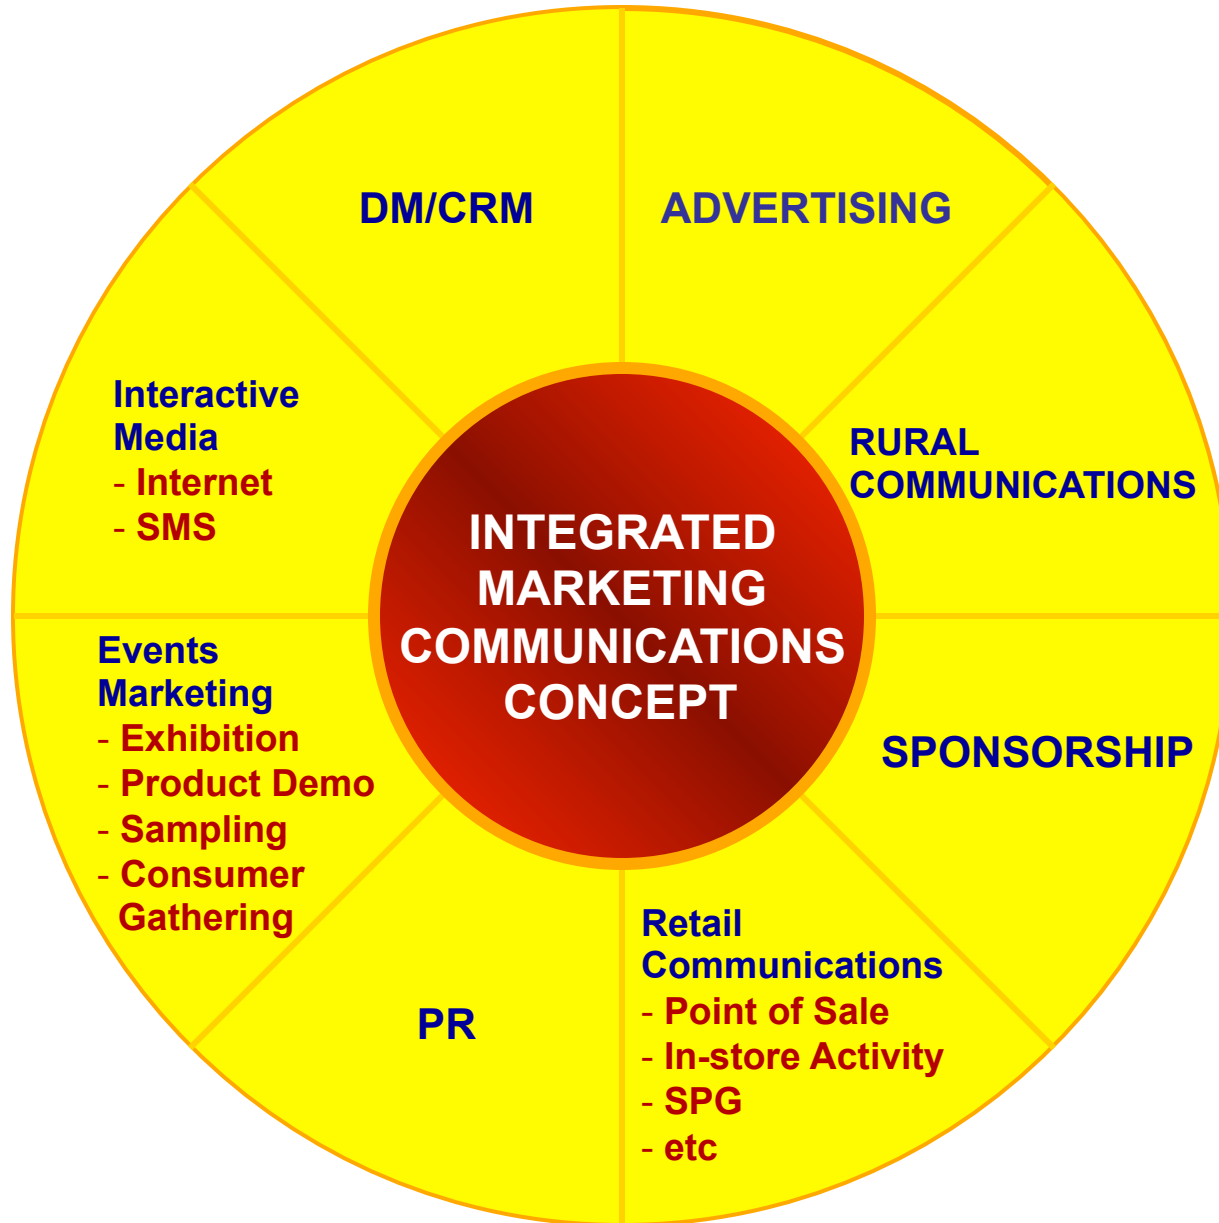 DM/CRM
ADVERTISING
Interactive
Media
- Internet
- SMS
RURAL
COMMUNICATIONS
INTEGRATED
MARKETING
COMMUNICATIONS
CONCEPT
Events
Marketing
- Exhibition
- Product Demo
- Sampling
- Consumer
Gathering
SPONSORSHIP
PR
Retail
Communications
- Point of Sale
- In-store Activity
- SPG
- etc